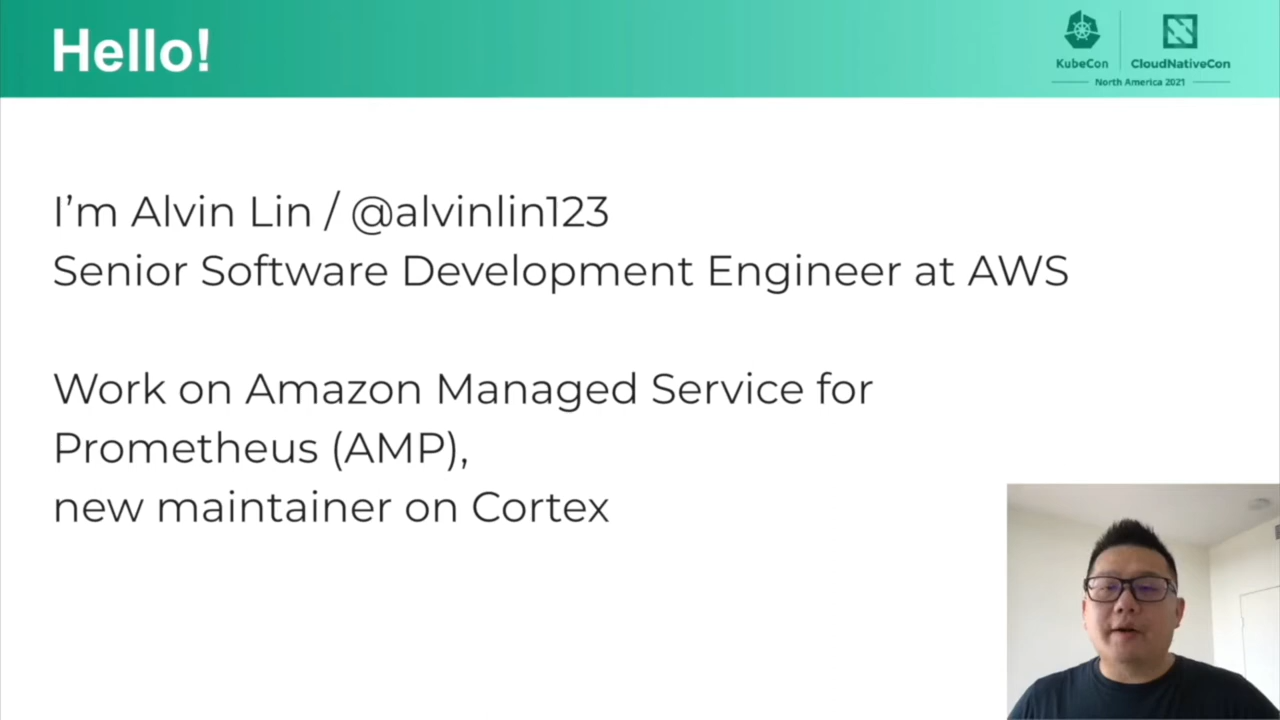 Hello!
KubeCon
CloudNativeCon
North America 2021
I’m Alvin Lin / @alvinlin123
Senior Software Development Engineer at AWS
Work on Amazon Managed Service for
Prometheus (AMP),
new maintainer on Cortex